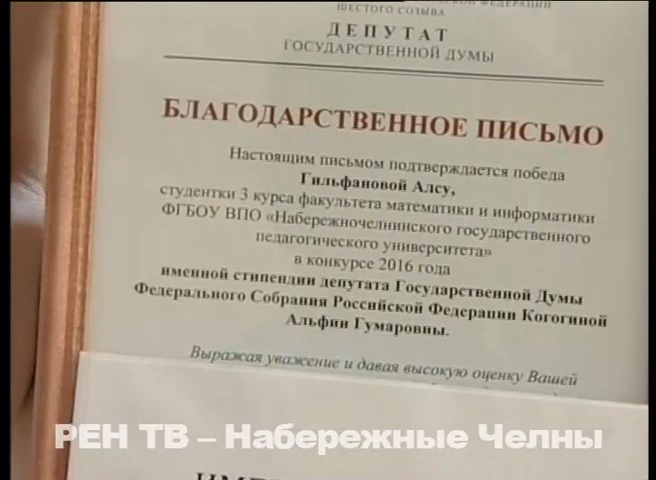 ФЕДЕРАЦИИ
ШЕСТОГО СОЗЫВА
ДЕПУТАТ
ГОСУДАРСТВЕННОЙ ДУМЫ
БЛАГОДАРСТВЕННОЕ ПИСЬМО
Настоящим письмом подтверждается победа
Гильфановой Алсу,
студентки 3 курса факультета математики и информатики
ФГБОУ ВПО «Набережночелнинского государственного
педагогического университета»
в конкурсе 2016 года
именной стипендии депутата Государственной Думы
Федерального Собрания Российской Федерации Когогиной
Альфии Гумаровны.
Выражая уважение и давая высокую оценку Вашей
РЕН ТВ – Набережные Челны